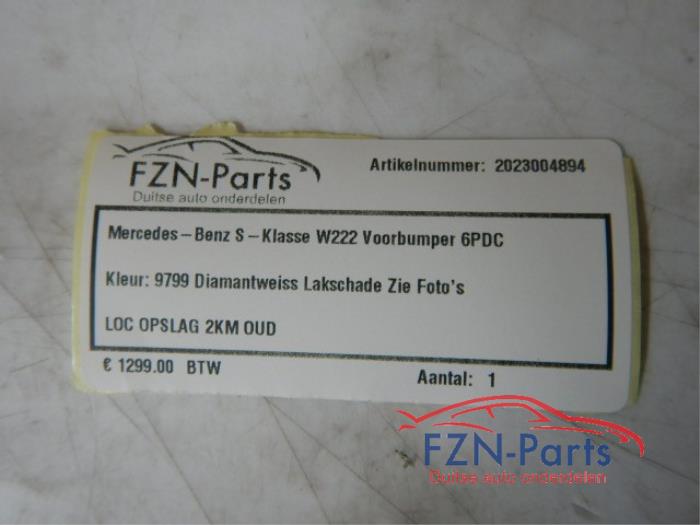 FZN-Parts
Duitse auto onderdelen
Artikelnummer: 2023004894
Mercedes-Benz S-Klasse W222 Voorbumper 6PDC
Kleur: 9799 Diamantweiss Lakschade Zie Foto's
LOC OPSLAG 2KM OUD
€ 1299.00 BTW
Aantal: 1
FZN-Parts
Duitse auto onderdelen